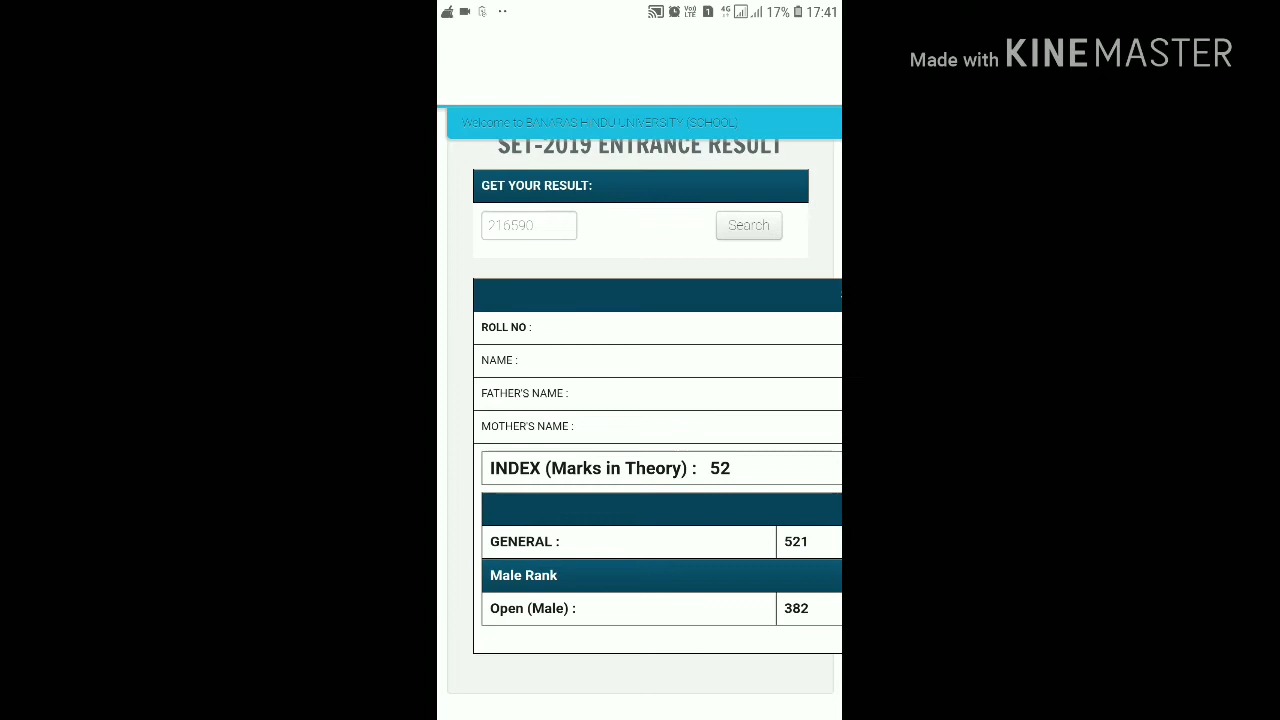 17% 17:41
Made with KINEMASTER
Welcome to BANARAS HINDU UNIVERSITY (SCHOOL)
SET-2019 ENTRANCE RESULT
GET YOUR RESULT:
216590 Search
ROLL NO :
NAME :
FATHER'S NAME :
MOTHER'S NAME :
INDEX (Marks in Theory) : 52
GENERAL : 521
Male Rank
Open (Male) : 382